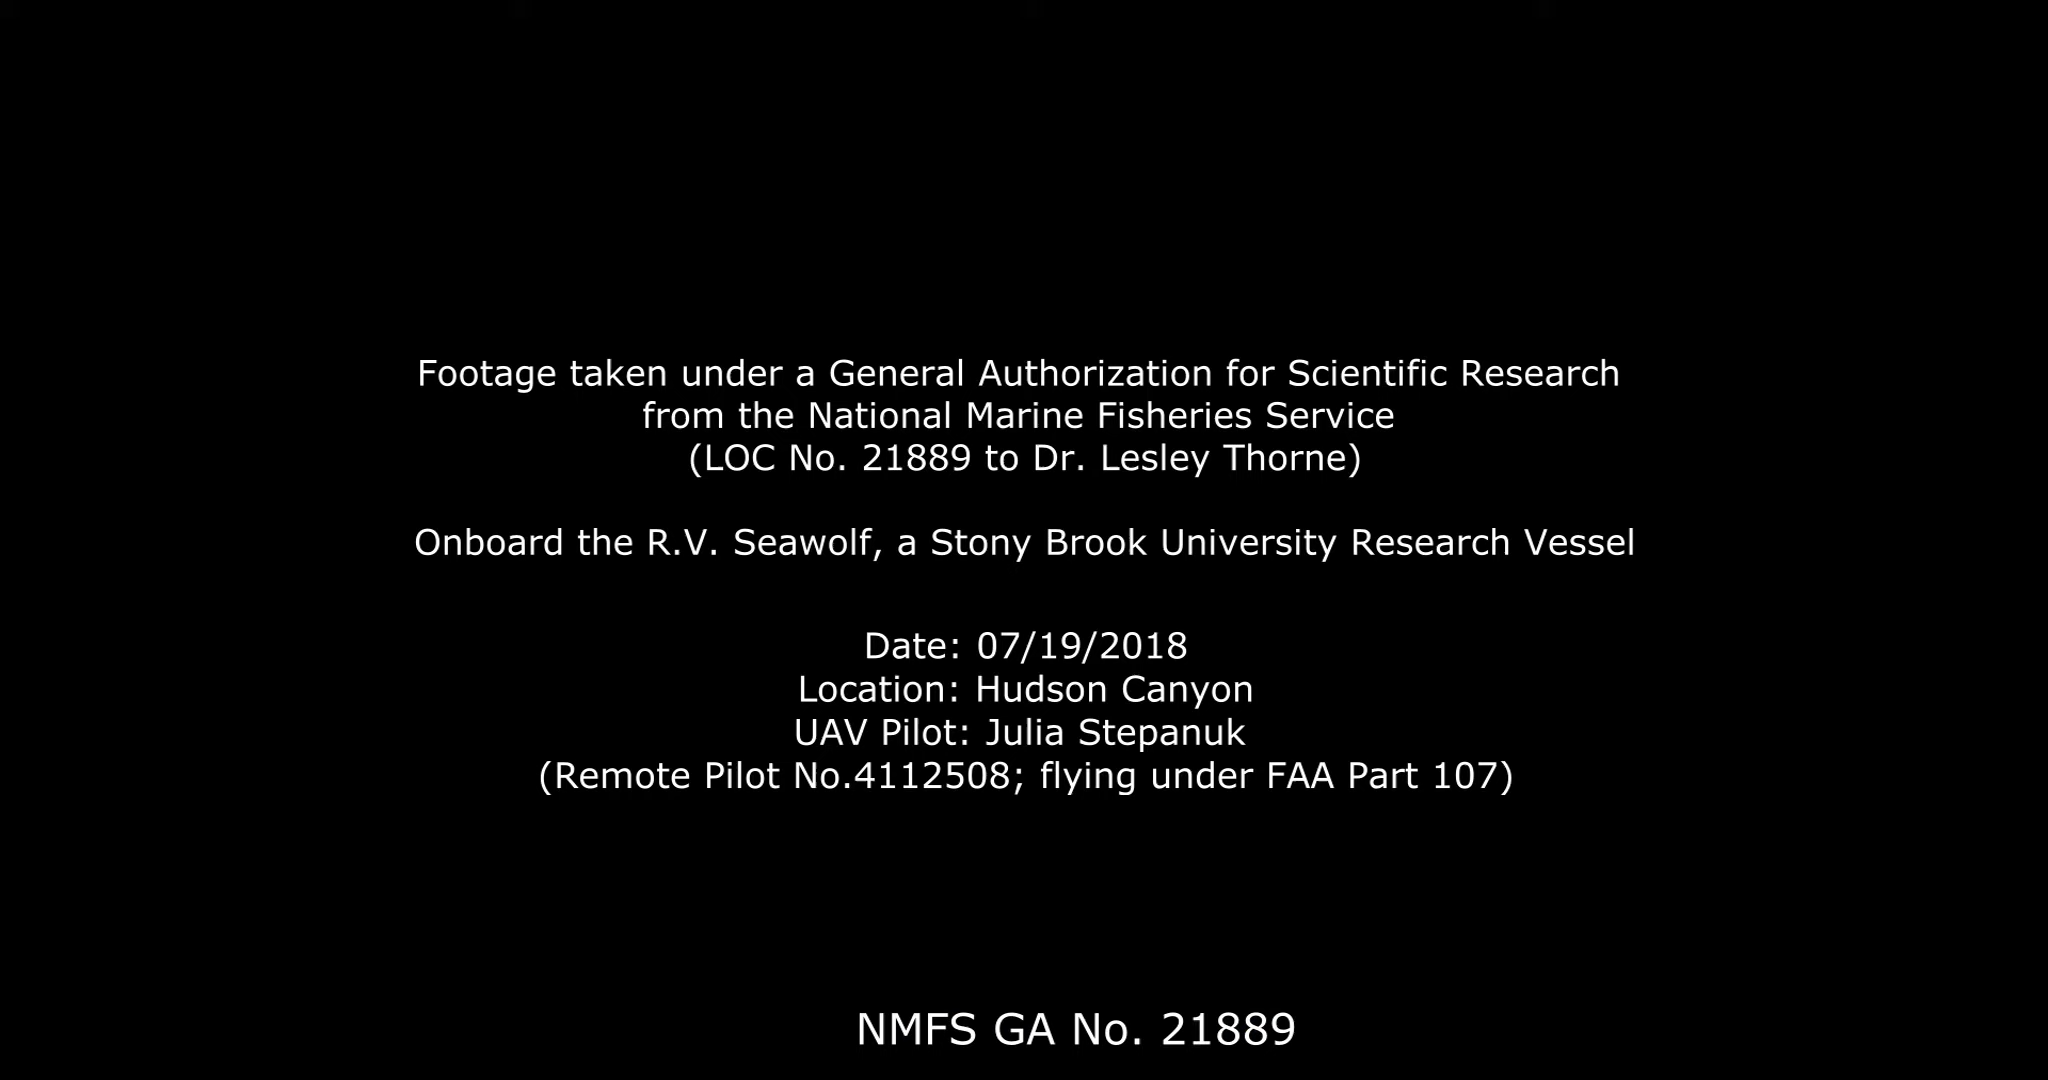 Footage taken under a General Authorization for Scientific Research
from the National Marine Fisheries Service
(LOC No. 21889 to Dr. Lesley Thorne)
Onboard the R.V. Seawolf, a Stony Brook University Research Vessel
Date: 07/19/2018
Location: Hudson Canyon
UAV Pilot: Julia Stepanuk
(Remote Pilot No.4112508; flying under FAA Part 107)
NMFS GA No. 21889